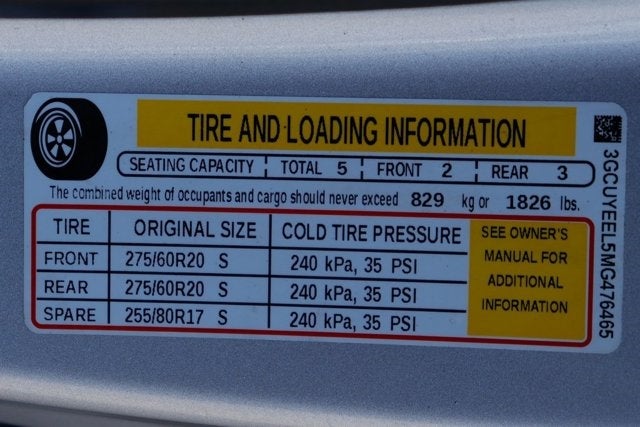 TIRE AND LOADING INFORMATION
SEATING CAPACITY TOTAL 5 FRONT 2 REAR 3
The combined weight of occupants and cargo should never exceed 829 kg or 1826 lbs.
TIRE ORIGINAL SIZE COLD TIRE PRESSURE
FRONT 275/60R20 S 240 kPa, 35 PSI
REAR 275/60R20 S 240 kPa, 35 PSI
SPARE 255/80R17 S 240 kPa, 35 PSI
SEE OWNER'S
MANUAL FOR
ADDITIONAL
INFORMATION
3GCUYEEL5MG476465